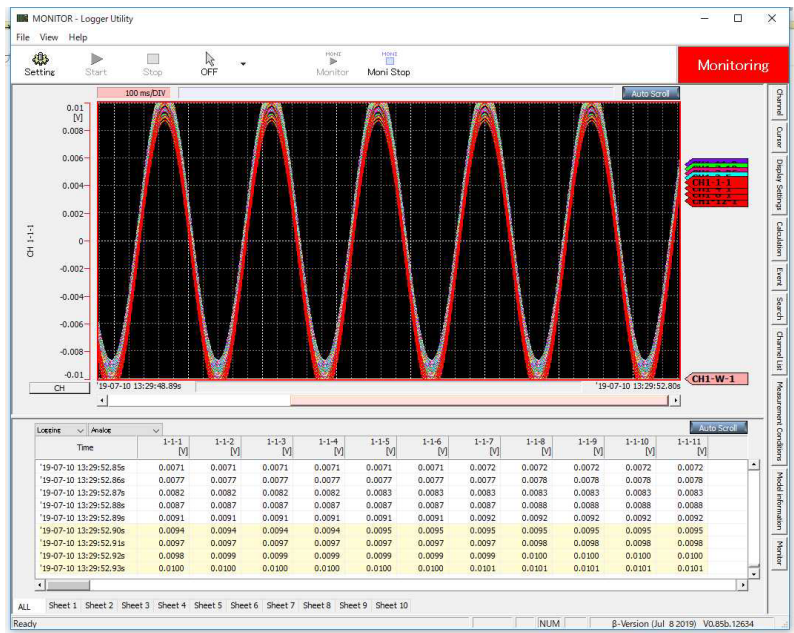 MONITOR - Logger Utility
File View Help
Setting Start Stop OFF MONI Monitor MONI Moni Stop Monitoring
100 ms/DIV Auto Scroll
0.01
[V]
0.008
0.006
0.004
0.002
0
-0.002
-0.004
-0.006
-0.008
-0.01
CH 1-1-1
CH
CH1-1-1
CH1-W-1
'19-07-10 13:29:48.89s '19-07-10 13:29:52.80s
Channel
Cursor
Display Settings
Calculation
Event
Search
Channel List
Measurement Conditions
Model information
Monitor
Logging Analog Auto Scroll
Time 1-1-1 1-1-2 1-1-3 1-1-4 1-1-5 1-1-6 1-1-7 1-1-8 1-1-9 1-1-10 1-1-11
[V] [V] [V] [V] [V] [V] [V] [V] [V] [V] [V]
'19-07-10 13:29:52.85s 0.0071 0.0071 0.0071 0.0071 0.0071 0.0071 0.0072 0.0072 0.0072 0.0072 0.0072
'19-07-10 13:29:52.86s 0.0077 0.0077 0.0077 0.0077 0.0077 0.0077 0.0077 0.0078 0.0078 0.0078 0.0078
'19-07-10 13:29:52.87s 0.0082 0.0082 0.0082 0.0082 0.0083 0.0083 0.0083 0.0083 0.0083 0.0083 0.0083
'19-07-10 13:29:52.88s 0.0087 0.0087 0.0087 0.0087 0.0087 0.0087 0.0087 0.0088 0.0088 0.0088 0.0088
'19-07-10 13:29:52.89s 0.0091 0.0091 0.0091 0.0091 0.0091 0.0091 0.0092 0.0092 0.0092 0.0092 0.0092
'19-07-10 13:29:52.90s 0.0094 0.0094 0.0094 0.0094 0.0095 0.0095 0.0095 0.0095 0.0095 0.0095 0.0095
'19-07-10 13:29:52.91s 0.0097 0.0097 0.0097 0.0097 0.0097 0.0097 0.0097 0.0098 0.0098 0.0098 0.0098
'19-07-10 13:29:52.92s 0.0098 0.0099 0.0099 0.0099 0.0099 0.0099 0.0099 0.0100 0.0100 0.0100 0.0100
'19-07-10 13:29:52.93s 0.0100 0.0100 0.0100 0.0100 0.0100 0.0100 0.0101 0.0101 0.0101 0.0101 0.0101
ALL Sheet 1 Sheet 2 Sheet 3 Sheet 4 Sheet 5 Sheet 6 Sheet 7 Sheet 8 Sheet 9 Sheet 10
Ready NUM β-Version (Jul 8 2019) V0.85b.12634